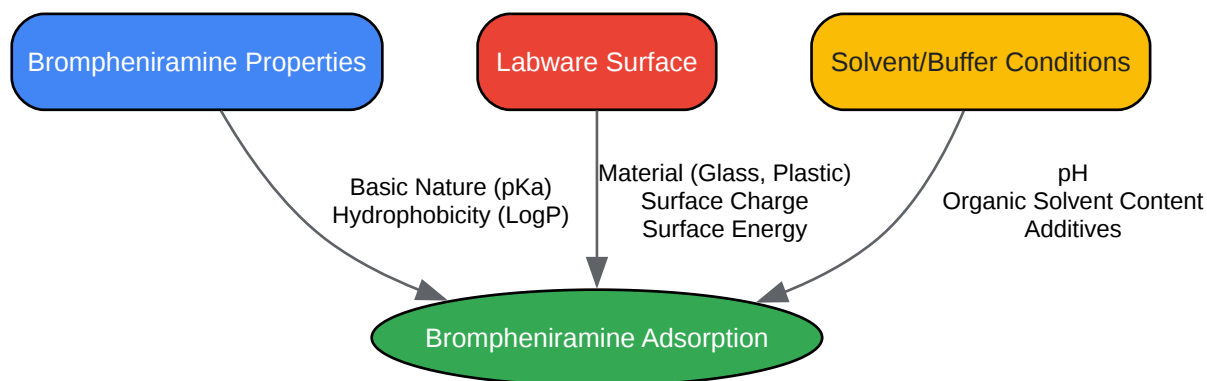 Brompheniramine Properties
Labware Surface
Solvent/Buffer Conditions
Basic Nature (pKa)
Hydrophobicity (LogP)
Material (Glass, Plastic)
Surface Charge
Surface Energy
pH
Organic Solvent Content
Additives
Brompheniramine Adsorption